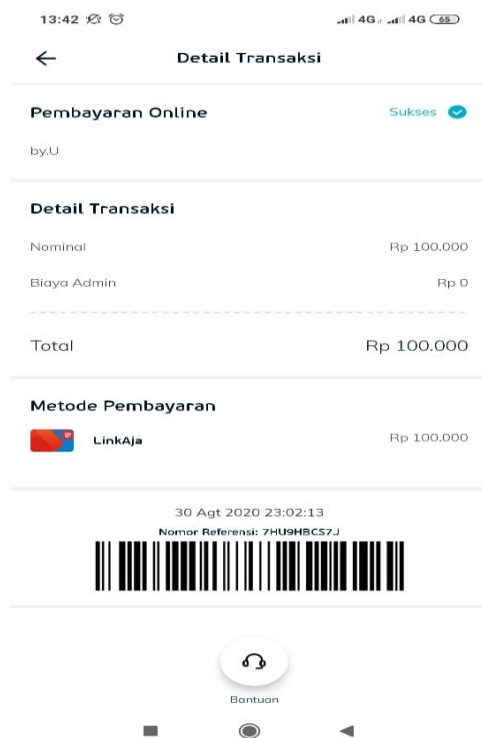 13:42 4G 4G 65
Detail Transaksi
Pembayaran Online Sukses
by.U
Detail Transaksi
Nominal Rp 100.000
Biaya Admin Rp 0
Total Rp 100.000
Metode Pembayaran
LinkAja Rp 100.000
30 Agt 2020 23:02:13
Nomor Referensi: 7HU9HBCS7J
Bantuan